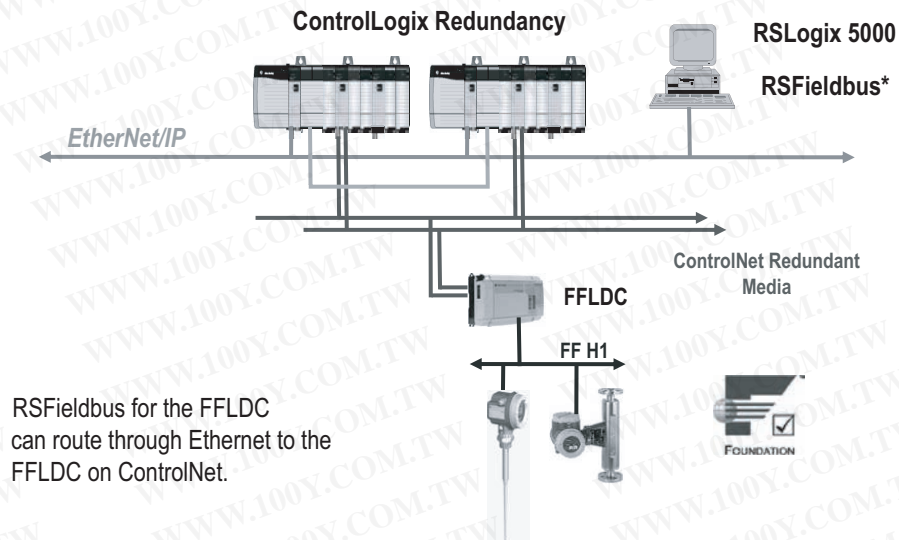 ControlLogix Redundancy
RSLogix 5000
RSFieldbus*
EtherNet/IP
ControlNet Redundant
Media
FFLDC
FF H1
RSFieldbus for the FFLDC
can route through Ethernet to the
FFLDC on ControlNet.
FOUNDATION
WWW.100Y.COM.TW